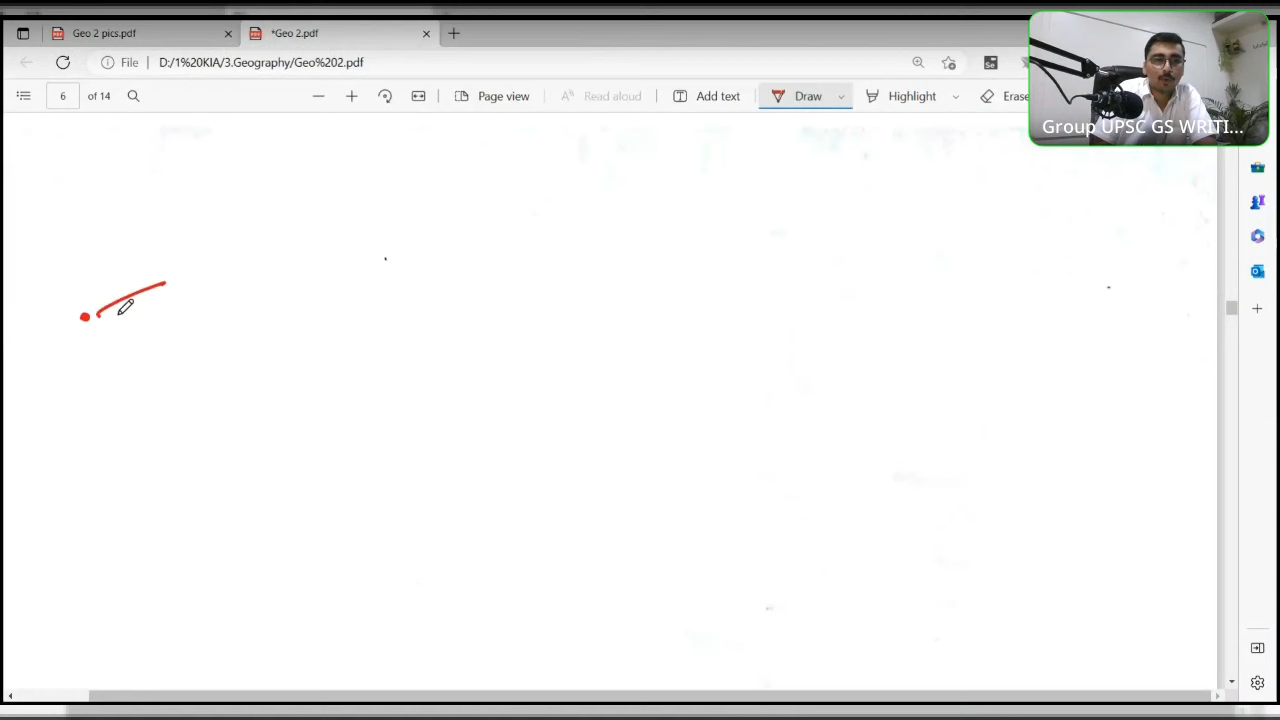 Geo 2 pics.pdf
*Geo 2.pdf
File
D:/1%20KIA/3.Geography/Geo%202.pdf
6 of 14
Page view
Read aloud
Add text
Draw
Highlight
Erase
Group UPSC GS WRITI...